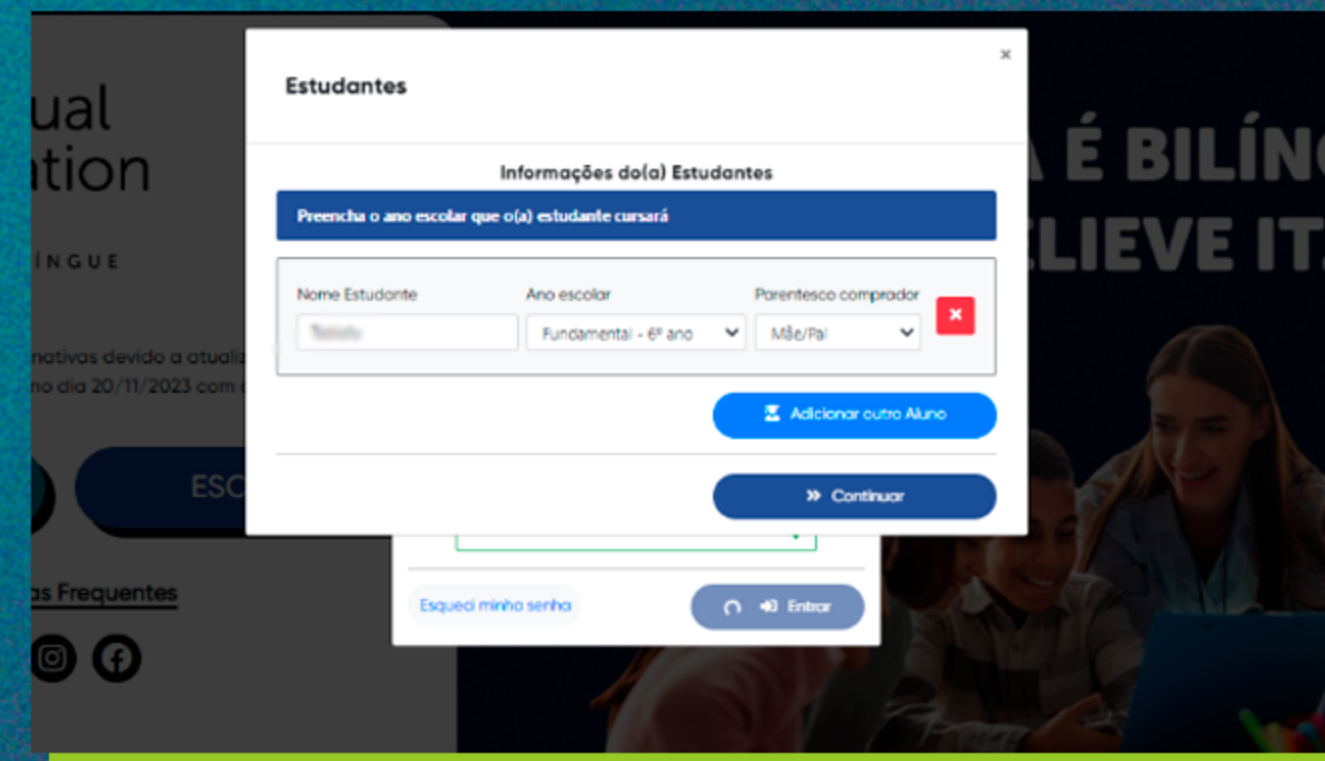 Estudantes
×
Informações do(a) Estudantes
Preencha o ano escolar que o(a) estudante cursará
Nome Estudante
Ano escolar
Parentesco comprador
Fundamental - 6º ano
Mãe/Pai
Adicionar outro Aluno
Continuar
Esqueci minha senha
Entrar
ual
ation
ÍNGUE
nativas devido a atualiz
no dia 20/11/2023 com
ESC
as Frequentes
É BILÍN
LIEVE IT